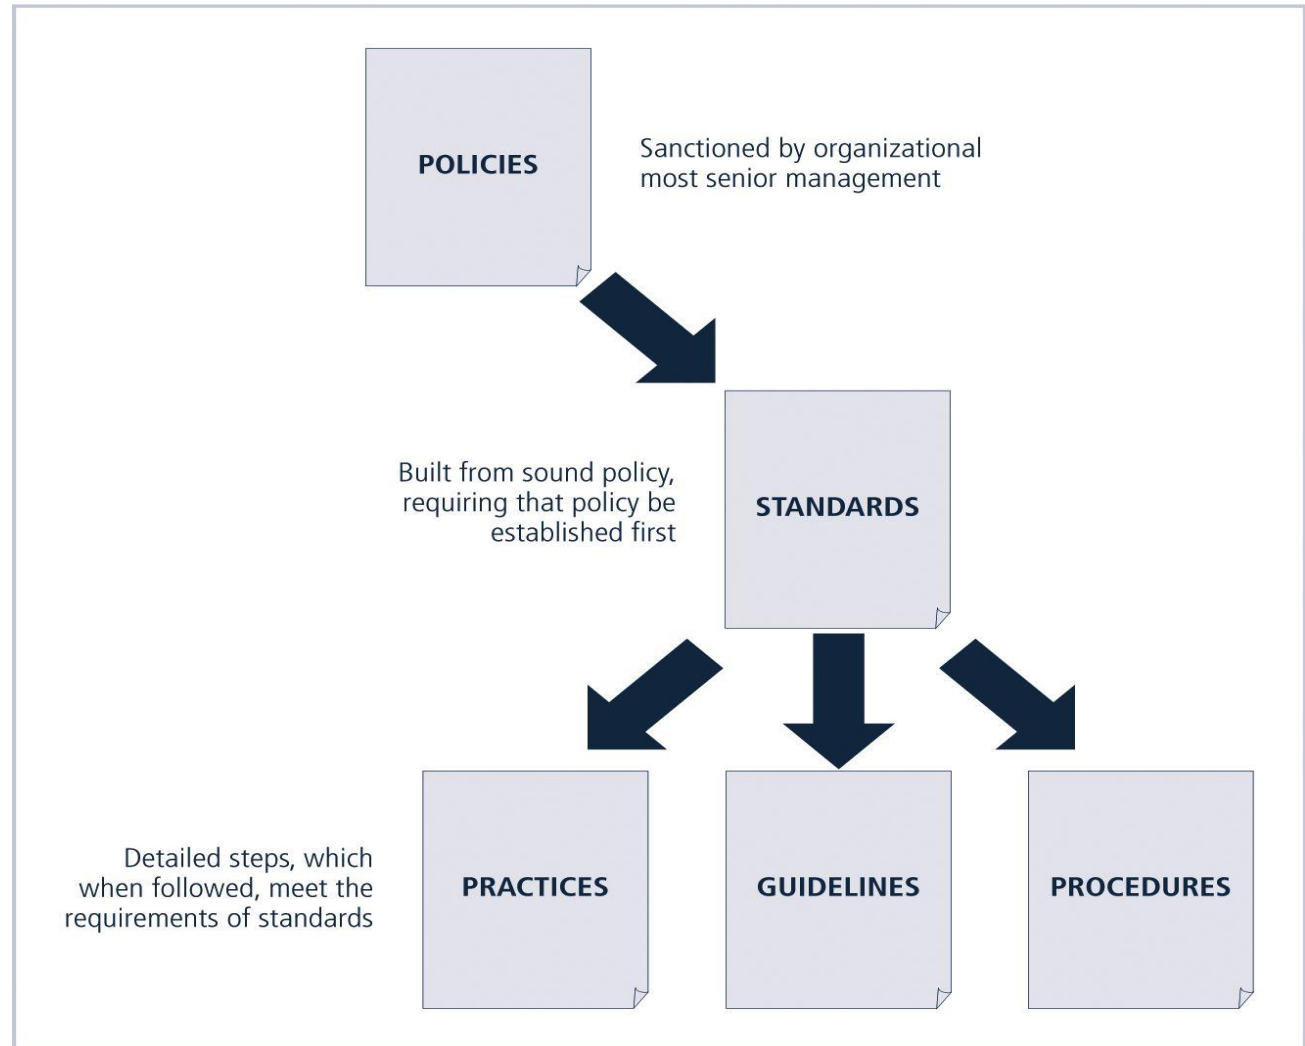 POLICIES
Sanctioned by organizational
most senior management
Built from sound policy,
requiring that policy be
established first
STANDARDS
Detailed steps, which
when followed, meet the
requirements of standards
PRACTICES
GUIDELINES
PROCEDURES